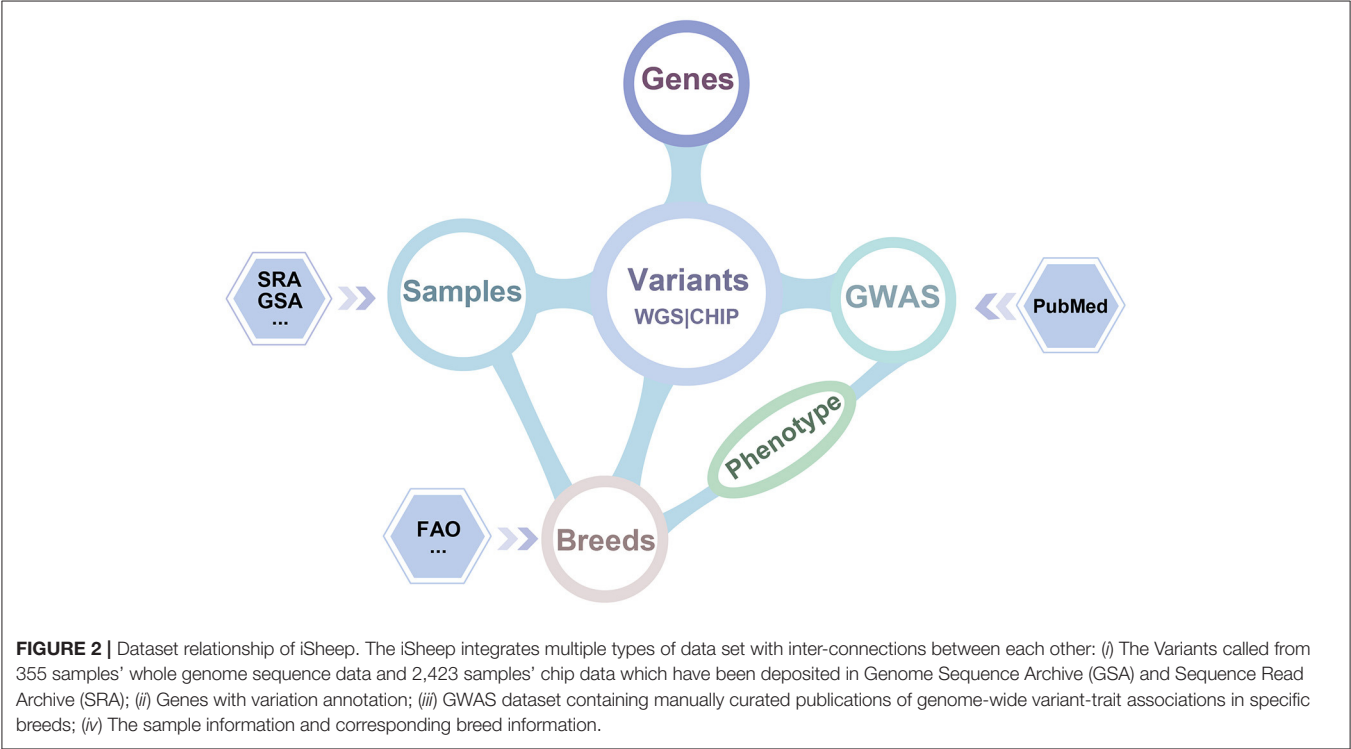 Genes
Variants
WGS|CHIP
Samples
GWAS
SRA
GSA
...
PubMed
Phenotype
FAO
...
Breeds
FIGURE 2 | Dataset relationship of iSheep. The iSheep integrates multiple types of data set with inter-connections between each other: (i) The Variants called from
355 samples' whole genome sequence data and 2,423 samples' chip data which have been deposited in Genome Sequence Archive (GSA) and Sequence Read
Archive (SRA); (ii) Genes with variation annotation; (iii) GWAS dataset containing manually curated publications of genome-wide variant-trait associations in specific
breeds; (iv) The sample information and corresponding breed information.